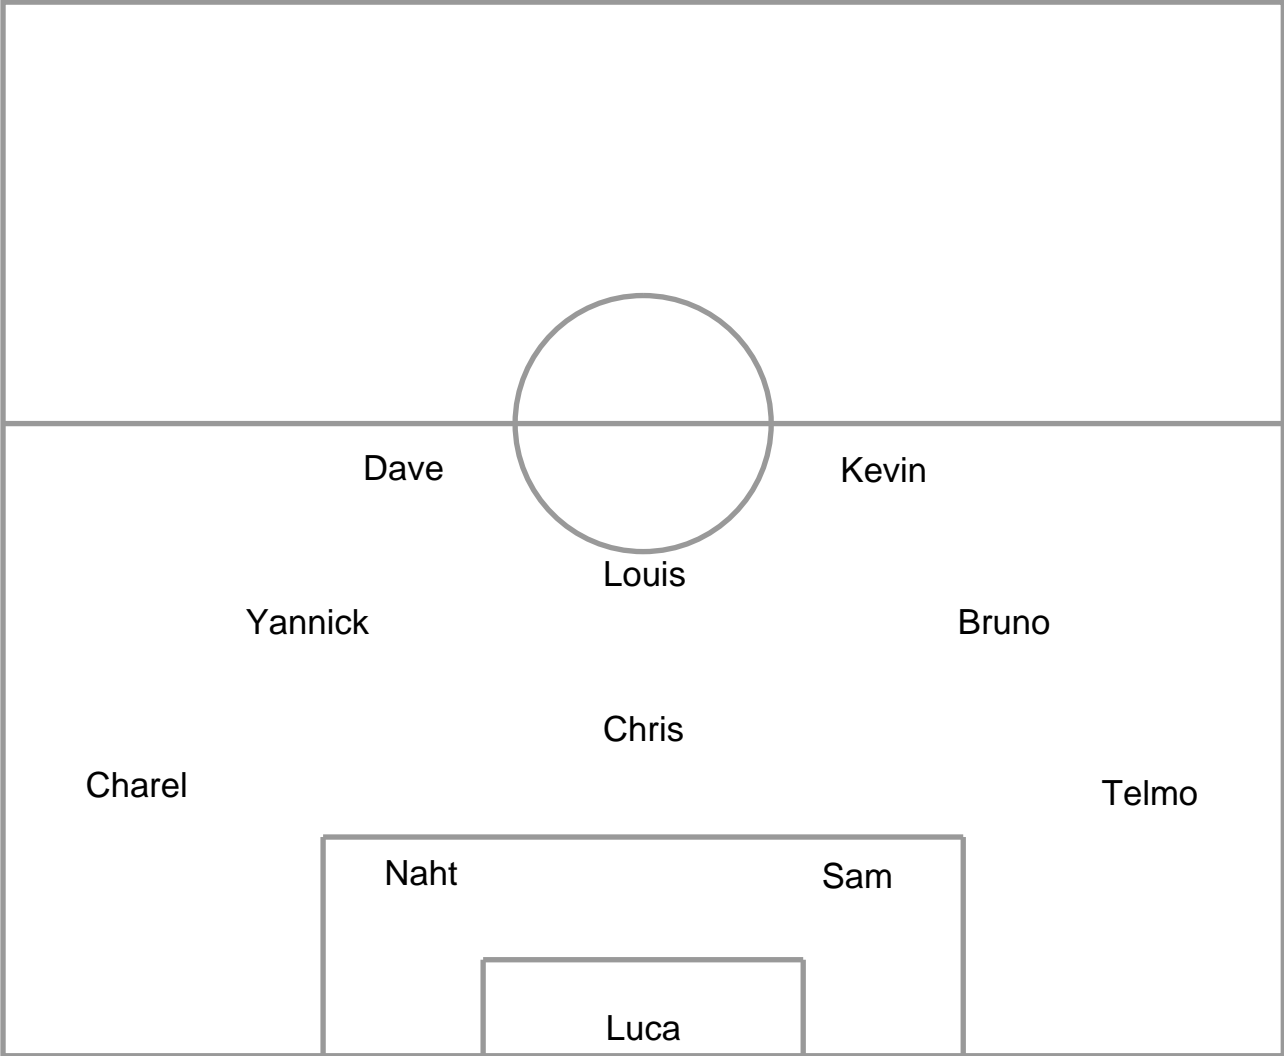 Dave
Kevin
Louis
Yannick
Bruno
Chris
Charel
Telmo
Naht
Sam
Luca